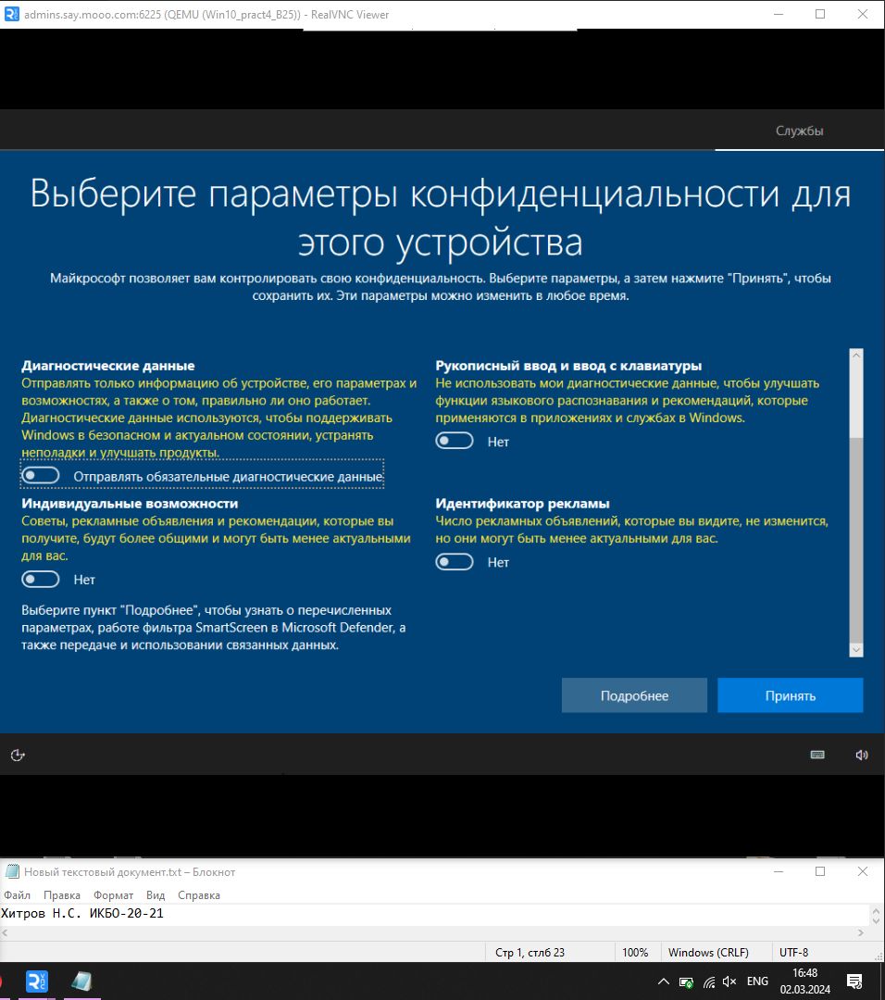 admins.say.mooo.com:6225 (QEMU (Win10_pract4_B25)) - RealVNC Viewer
Службы
Выберите параметры конфиденциальности для
этого устройства
Майкрософт позволяет вам контролировать свою конфиденциальность. Выберите параметры, а затем нажмите "Принять", чтобы
сохранить их. Эти параметры можно изменить в любое время.
Диагностические данные
Отправлять только информацию об устройстве, его параметрах и
возможностях, а также о том, правильно ли оно работает.
Диагностические данные используются, чтобы поддерживать
Windows в безопасном и актуальном состоянии, устранять
неполадки и улучшать продукты.
Отправлять обязательные диагностические данные
Рукописный ввод и ввод с клавиатуры
Не использовать мои диагностические данные, чтобы улучшать
функции языкового распознавания и рекомендаций, которые
применяются в приложениях и службах в Windows.
Нет
Индивидуальные возможности
Советы, рекламные объявления и рекомендации, которые вы
получите, будут более общими и могут быть менее актуальными
для вас.
Нет
Идентификатор рекламы
Число рекламных объявлений, которые вы видите, не изменится,
но они могут быть менее актуальными для вас.
Нет
Выберите пункт "Подробнее", чтобы узнать о перечисленных
параметрах, работе фильтра SmartScreen в Microsoft Defender, а
также передаче и использовании связанных данных.
Подробнее
Принять
Новый текстовый документ.txt – Блокнот
Файл Правка Формат Вид Справка
Хитров Н.С. ИКБО-20-21
Стр 1, стлб 23 100% Windows (CRLF) UTF-8
ENG
16:48
02.03.2024